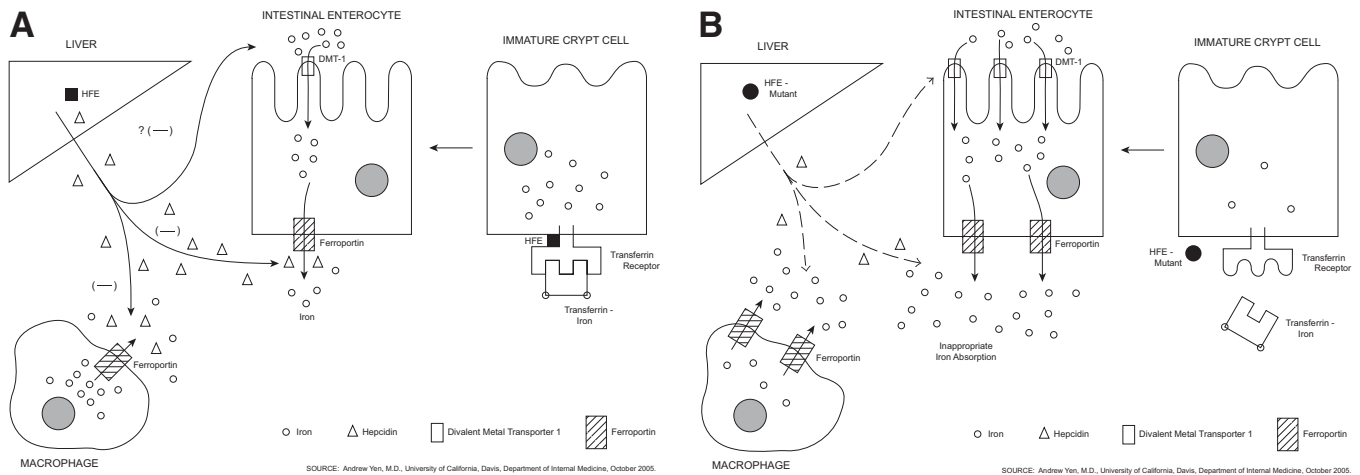 A
LIVER
HFE
? (—)
(—)
(—)
INTESTINAL ENTEROCYTE
DMT-1
Ferroportin
Iron
IMMATURE CRYPT CELL
HFE
Transferrin
Receptor
Transferrin -
Iron
Ferroportin
MACROPHAGE
Iron
Hepcidin
Divalent Metal Transporter 1
Ferroportin
SOURCE: Andrew Yen, M.D., University of California, Davis, Department of Internal Medicine, October 2005.
B
LIVER
HFE -
Mutant
INTESTINAL ENTEROCYTE
DMT-1
Ferroportin
Inappropriate
Iron Absorption
IMMATURE CRYPT CELL
HFE -
Mutant
Transferrin
Receptor
Transferrin -
Iron
Ferroportin
MACROPHAGE
Iron
Hepcidin
Divalent Metal Transporter 1
Ferroportin
SOURCE: Andrew Yen, M.D., University of California, Davis, Department of Internal Medicine, October 2005.